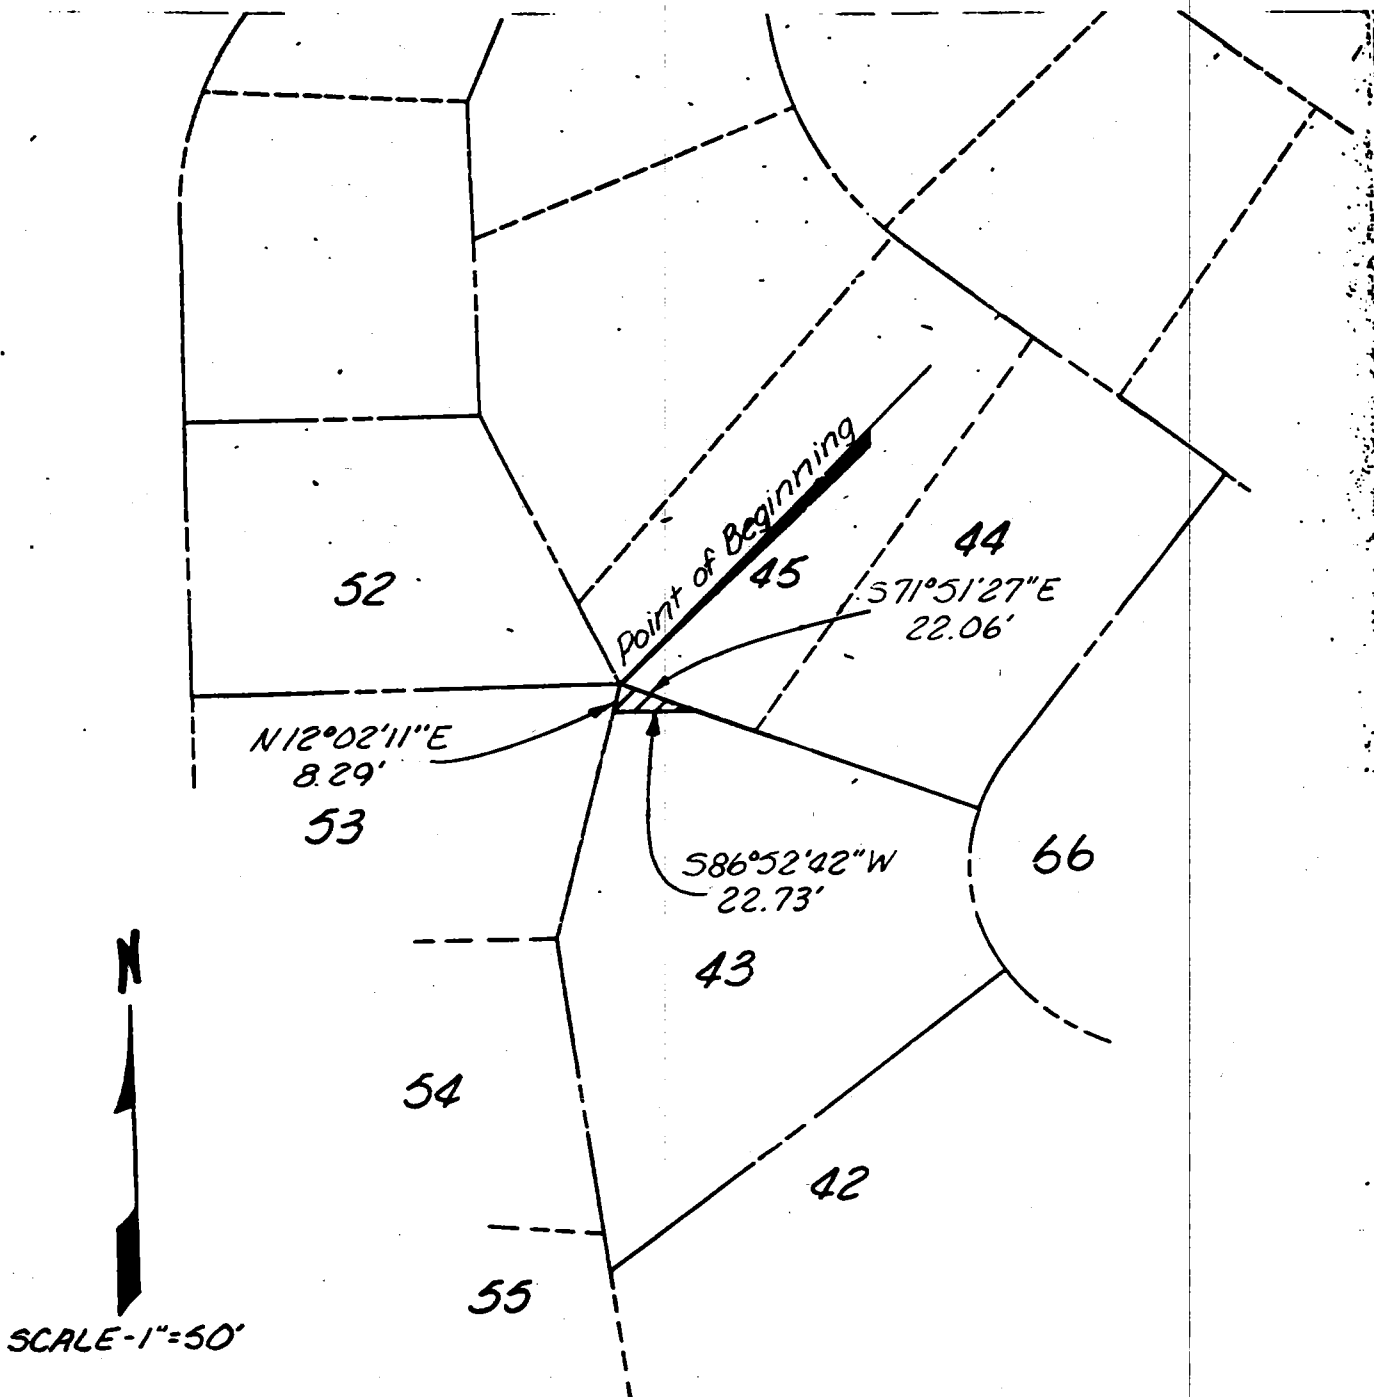 Point of Beginning
52
45
44
S71°51'27"E
22.06'
N12°02'11"E
8.29'
53
S86°52'42"W
22.73'
66
43
N
54
42
55
SCALE-1"=50'